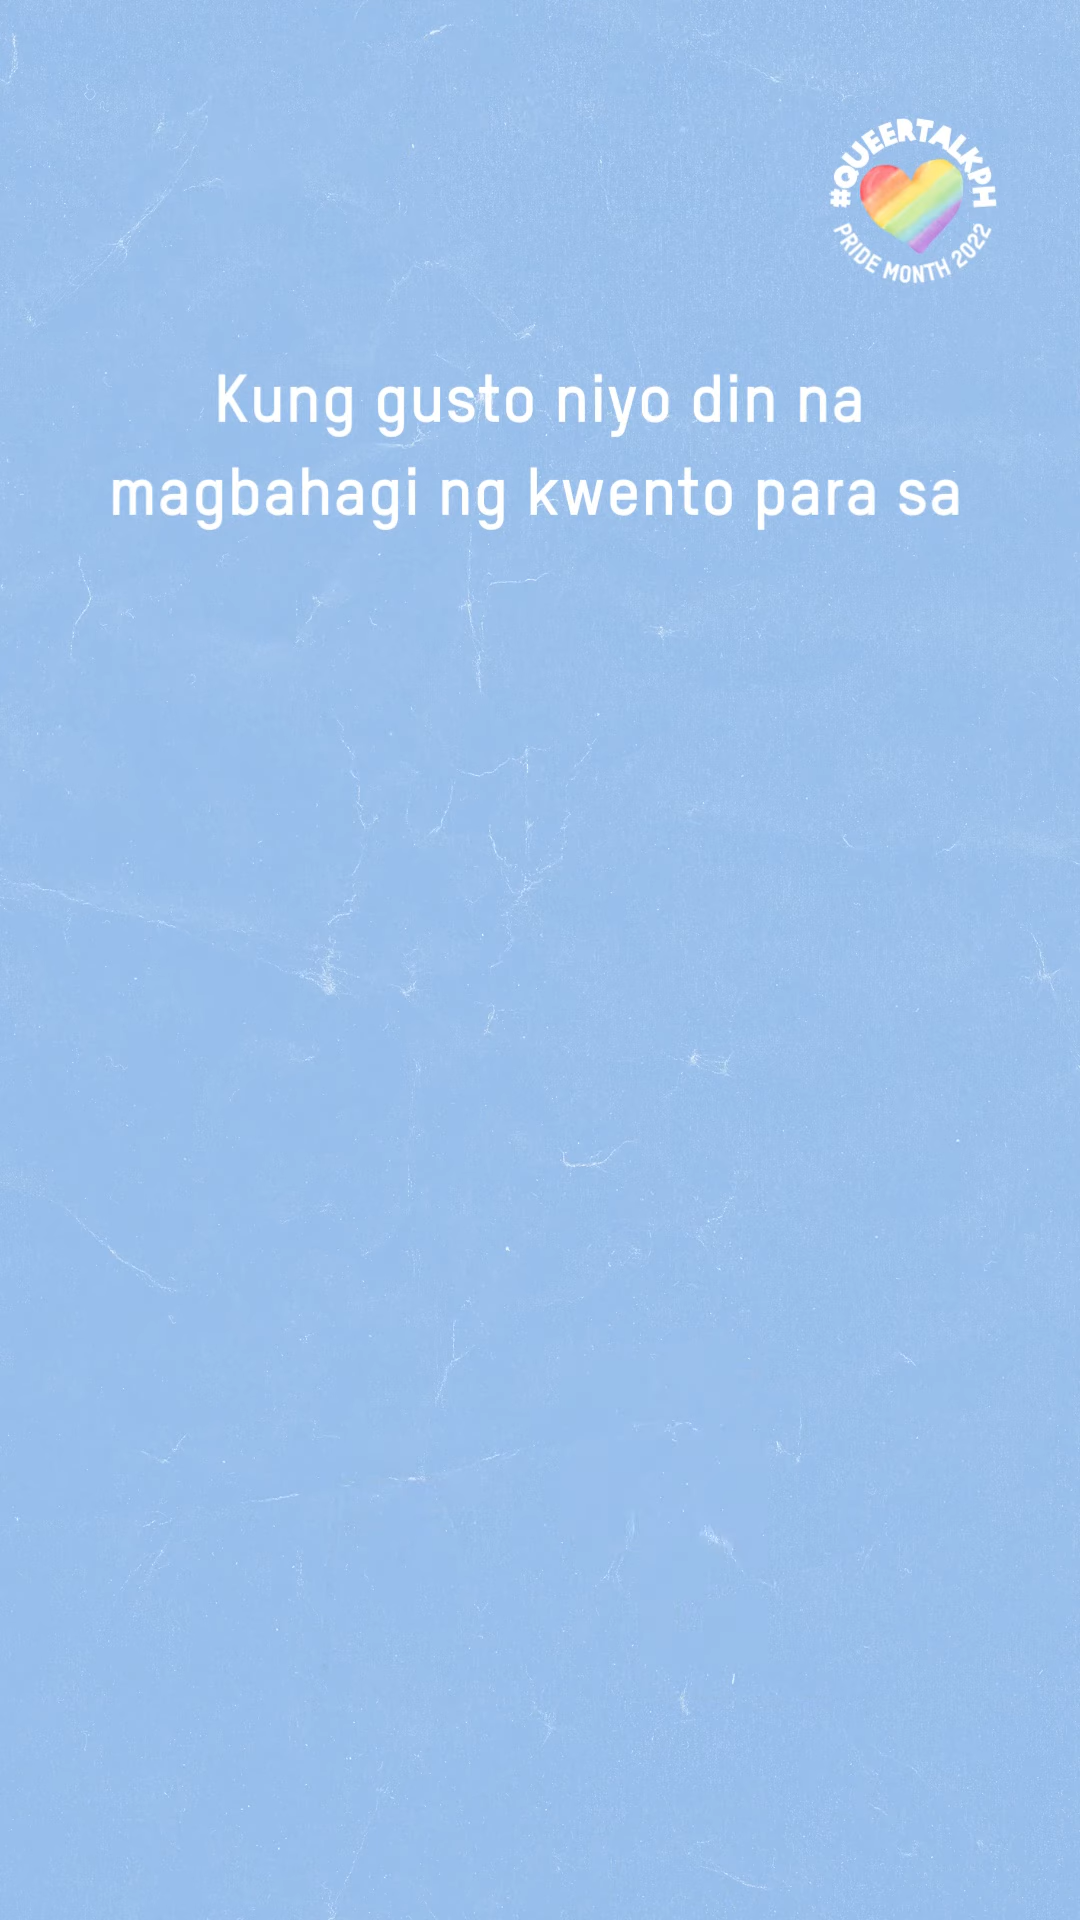 #QUEERTALKPH
PRIDE MONTH 2022
Kung gusto niyo din na
magbahagi ng kwento para sa